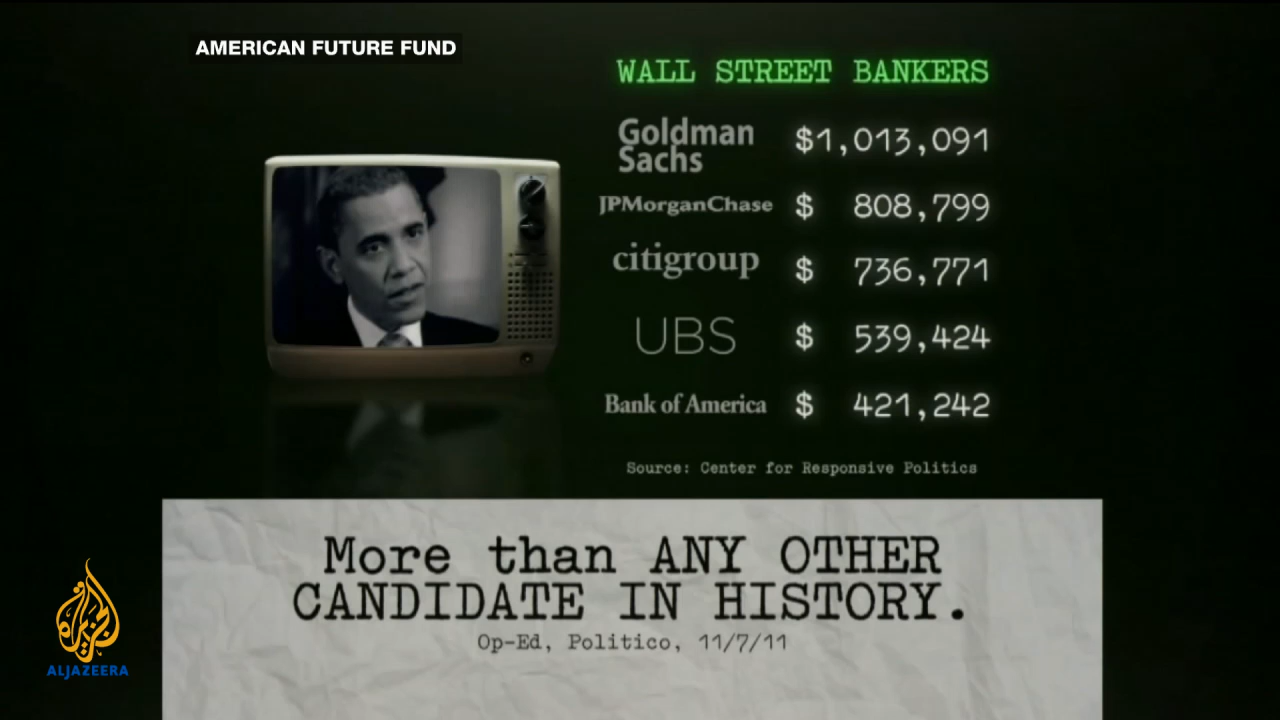 AMERICAN FUTURE FUND
WALL STREET BANKERS
Goldman
Sachs
$1,013,091
JPMorganChase $ 808,799
citigroup $ 736,771
UBS $ 539,424
Bank of America $ 421,242
Source: Center for Responsive Politics
More than ANY OTHER
CANDIDATE IN HISTORY.
Op-Ed, Politico, 11/7/11
الجزيرة
ALJAZEERA